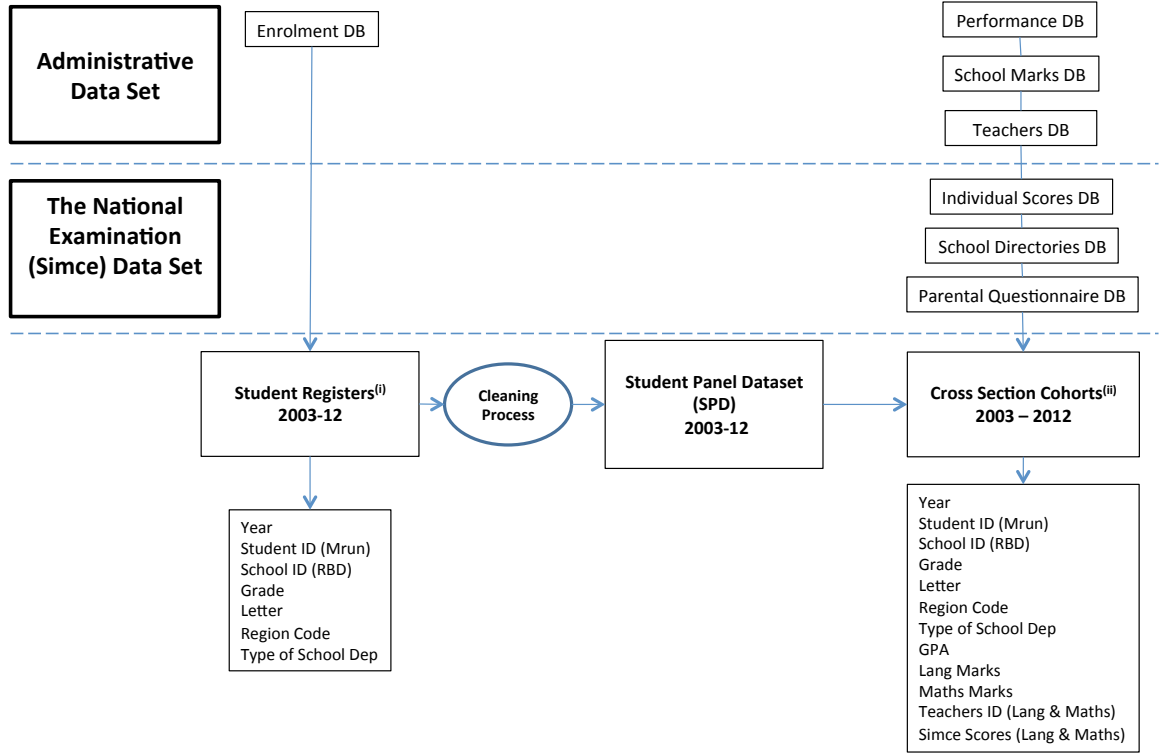 Administrative
Data Set
Enrolment DB
Performance DB
School Marks DB
Teachers DB
The National
Examination
(Simce) Data Set
Individual Scores DB
School Directories DB
Parental Questionnaire DB
Student Registers(i)
2003-12
Cleaning
Process
Student Panel Dataset
(SPD)
2003-12
Cross Section Cohorts(ii)
2003 – 2012
Year
Student ID (Mrun)
School ID (RBD)
Grade
Letter
Region Code
Type of School Dep
Year
Student ID (Mrun)
School ID (RBD)
Grade
Letter
Region Code
Type of School Dep
GPA
Lang Marks
Maths Marks
Teachers ID (Lang & Maths)
Simce Scores (Lang & Maths)